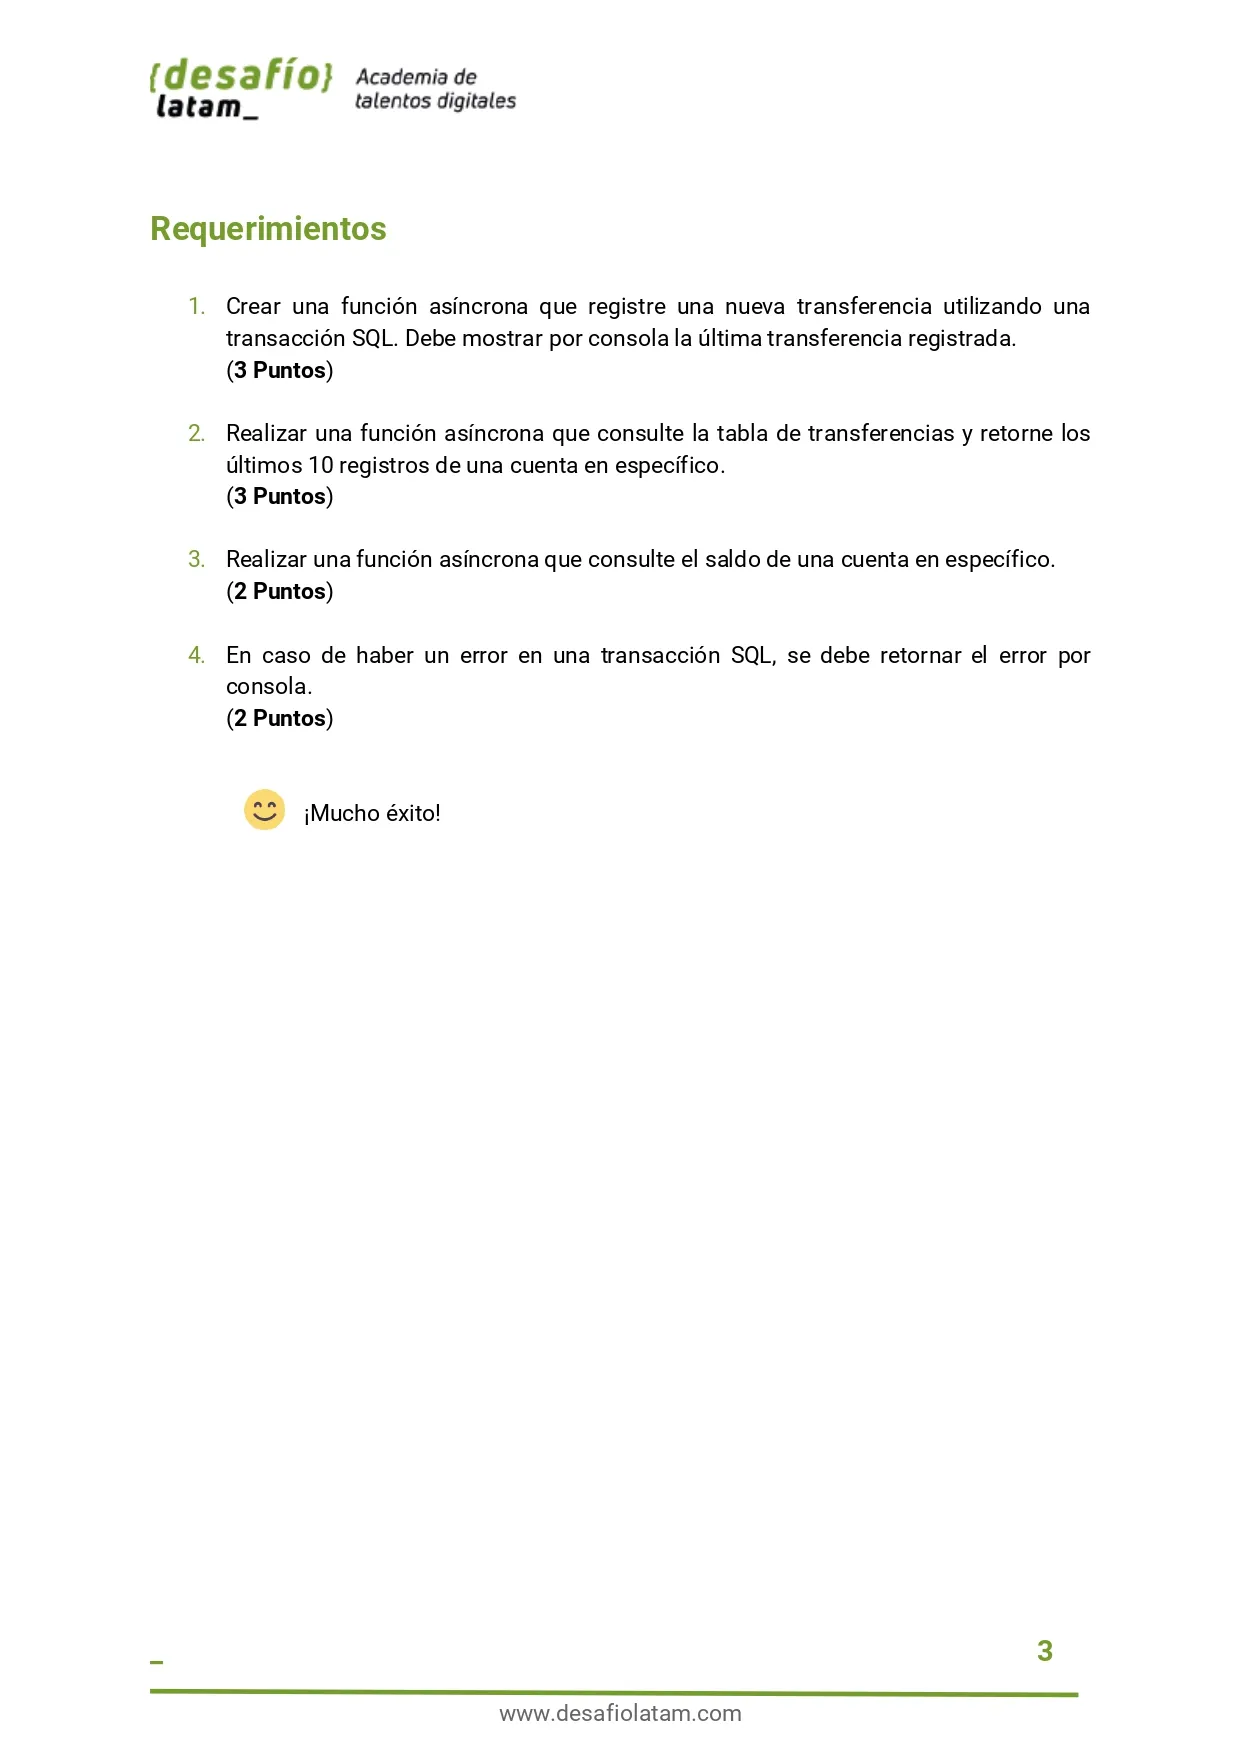 {desafío}
latam_
Academia de
talentos digitales
Requerimientos
1. Crear una función asíncrona que registre una nueva transferencia utilizando una
transacción SQL. Debe mostrar por consola la última transferencia registrada.
(3 Puntos)
2. Realizar una función asíncrona que consulte la tabla de transferencias y retorne los
últimos 10 registros de una cuenta en específico.
(3 Puntos)
3. Realizar una función asíncrona que consulte el saldo de una cuenta en específico.
(2 Puntos)
4. En caso de haber un error en una transacción SQL, se debe retornar el error por
consola.
(2 Puntos)
¡Mucho éxito!
_ 3
www.desafiolatam.com